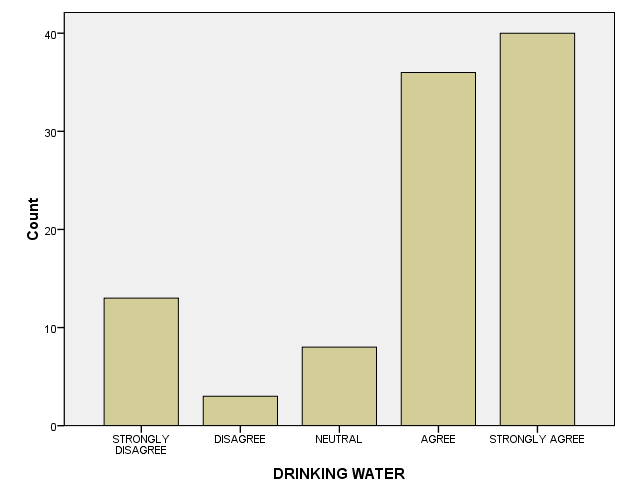 40
30
20
10
0
Count
STRONGLY
DISAGREE
DISAGREE
NEUTRAL
AGREE
STRONGLY AGREE
DRINKING WATER